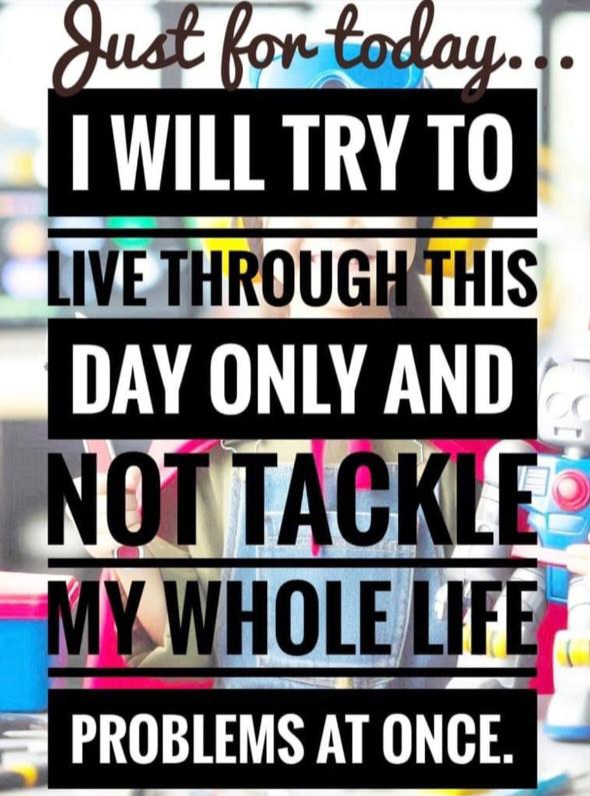 Just for today...
I WILL TRY TO
LIVE THROUGH THIS
DAY ONLY AND
NOT TACKLE
MY WHOLE LIFE
PROBLEMS AT ONCE.